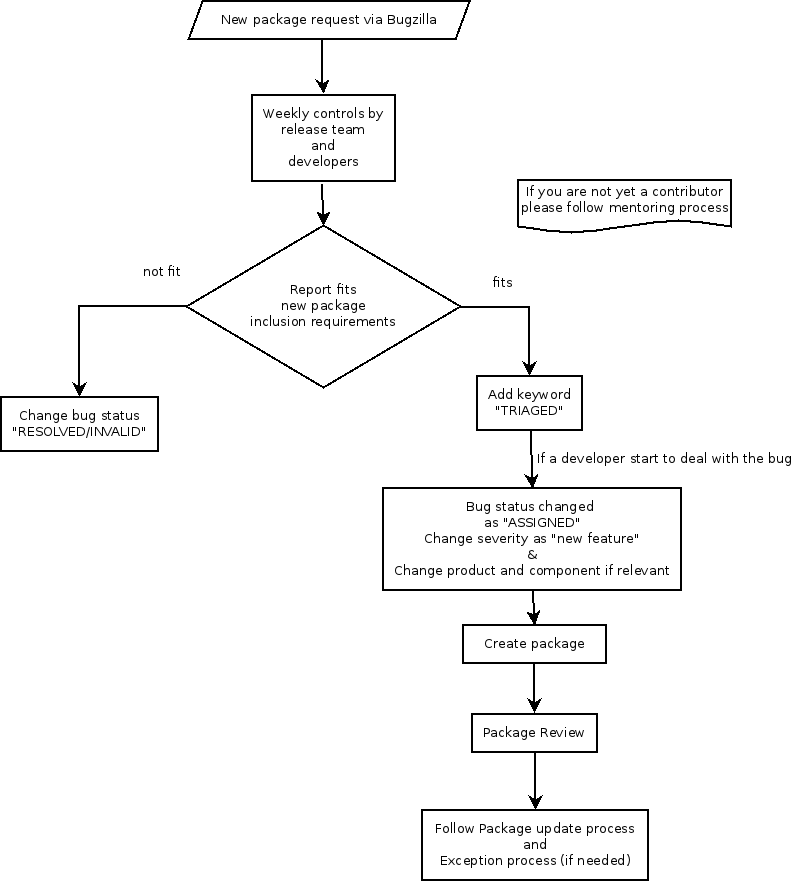 New package request via Bugzilla
Weekly controls by
release team
and
developers
If you are not yet a contributor
please follow mentoring process
not fit
fits
Report fits
new package
inclusion requirements
Change bug status
"RESOLVED/INVALID"
Add keyword
"TRIAGED"
If a developer start to deal with the bug
Bug status changed
as "ASSIGNED"
Change severity as "new feature"
&
Change product and component if relevant
Create package
Package Review
Follow Package update process
and
Exception process (if needed)